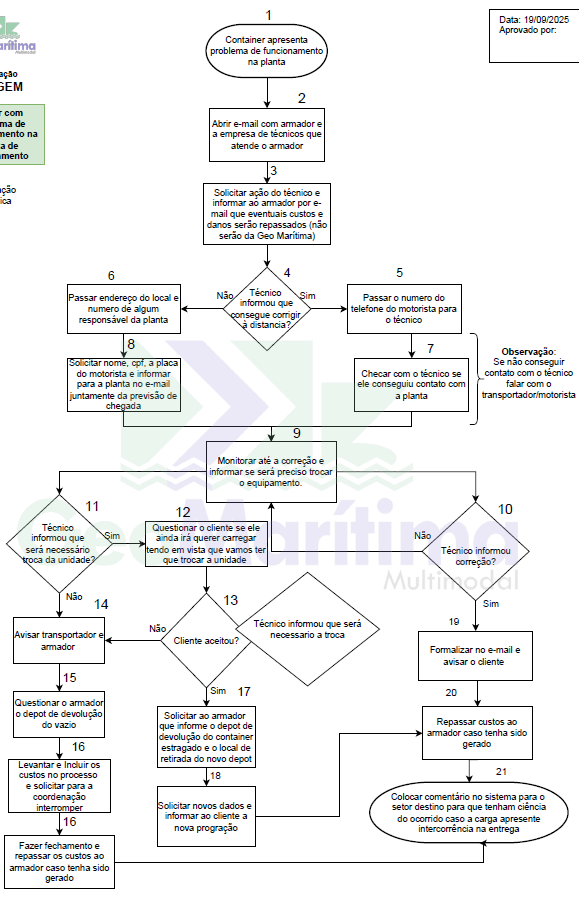 Data: 19/09/2025
Aprovado por:
arítima
Multimodal
ação
GEM
r com
ma de
mento na
a de
amento
ção
ica
1
Container apresenta
problema de funcionamento
na planta
2
Abrir e-mail com armador e
a empresa de técnicos que
atende o armador
3
Solicitar ação do técnico e
informar ao armador por e-
mail que eventuais custos e
danos serão repassados (não
serão da Geo Marítima)
4
Técnico
informou que
consegue corrigir
à distancia?
Não
Sim
6
Passar endereço do local e
numero de algum
responsável da planta
5
Passar o numero do
telefone do motorista para
o técnico
8
Solicitar nome, cpf, a placa
do motorista e informar
para a planta no e-mail
juntamente da previsão de
chegada
7
Checar com o técnico se
ele conseguiu contato com
a planta
Observação:
Se não conseguir
contato com o técnico
falar com o
transportador/motorista
9
Monitorar até a correção e
informar se será preciso trocar
o equipamento.
11
Técnico
informou que
será necessário
troca da unidade?
Sim
Não
12
Questionar o cliente se ele
ainda irá querer carregar
tendo em vista que vamos ter
que trocar a unidade
10
Técnico informou
correção?
Não
Sim
GeoMarítima
Multimodal
13
Cliente aceitou?
Não
Sim
Técnico informou que será
necessario a troca
14
Avisar transportador e
armador
15
Questionar o armador
o depot de devolução
do vazio
16
Levantar e Incluir os
custos no processo
e solicitar para a
coordenação
interromper
16
Fazer fechamento e
repassar os custos ao
armador caso tenha sido
gerado
17
Solicitar ao armador
que informe o depot de
devolução do container
estragado e o local de
retirada do novo depot
18
Solicitar novos dados e
informar ao cliente a
nova progração
19
Formalizar no e-mail e
avisar o cliente
20
Repassar custos ao
armador caso tenha sido
gerado
21
Colocar comentário no sistema para o
setor destino para que tenham ciência
do ocorrido caso a carga apresente
intercorrência na entrega